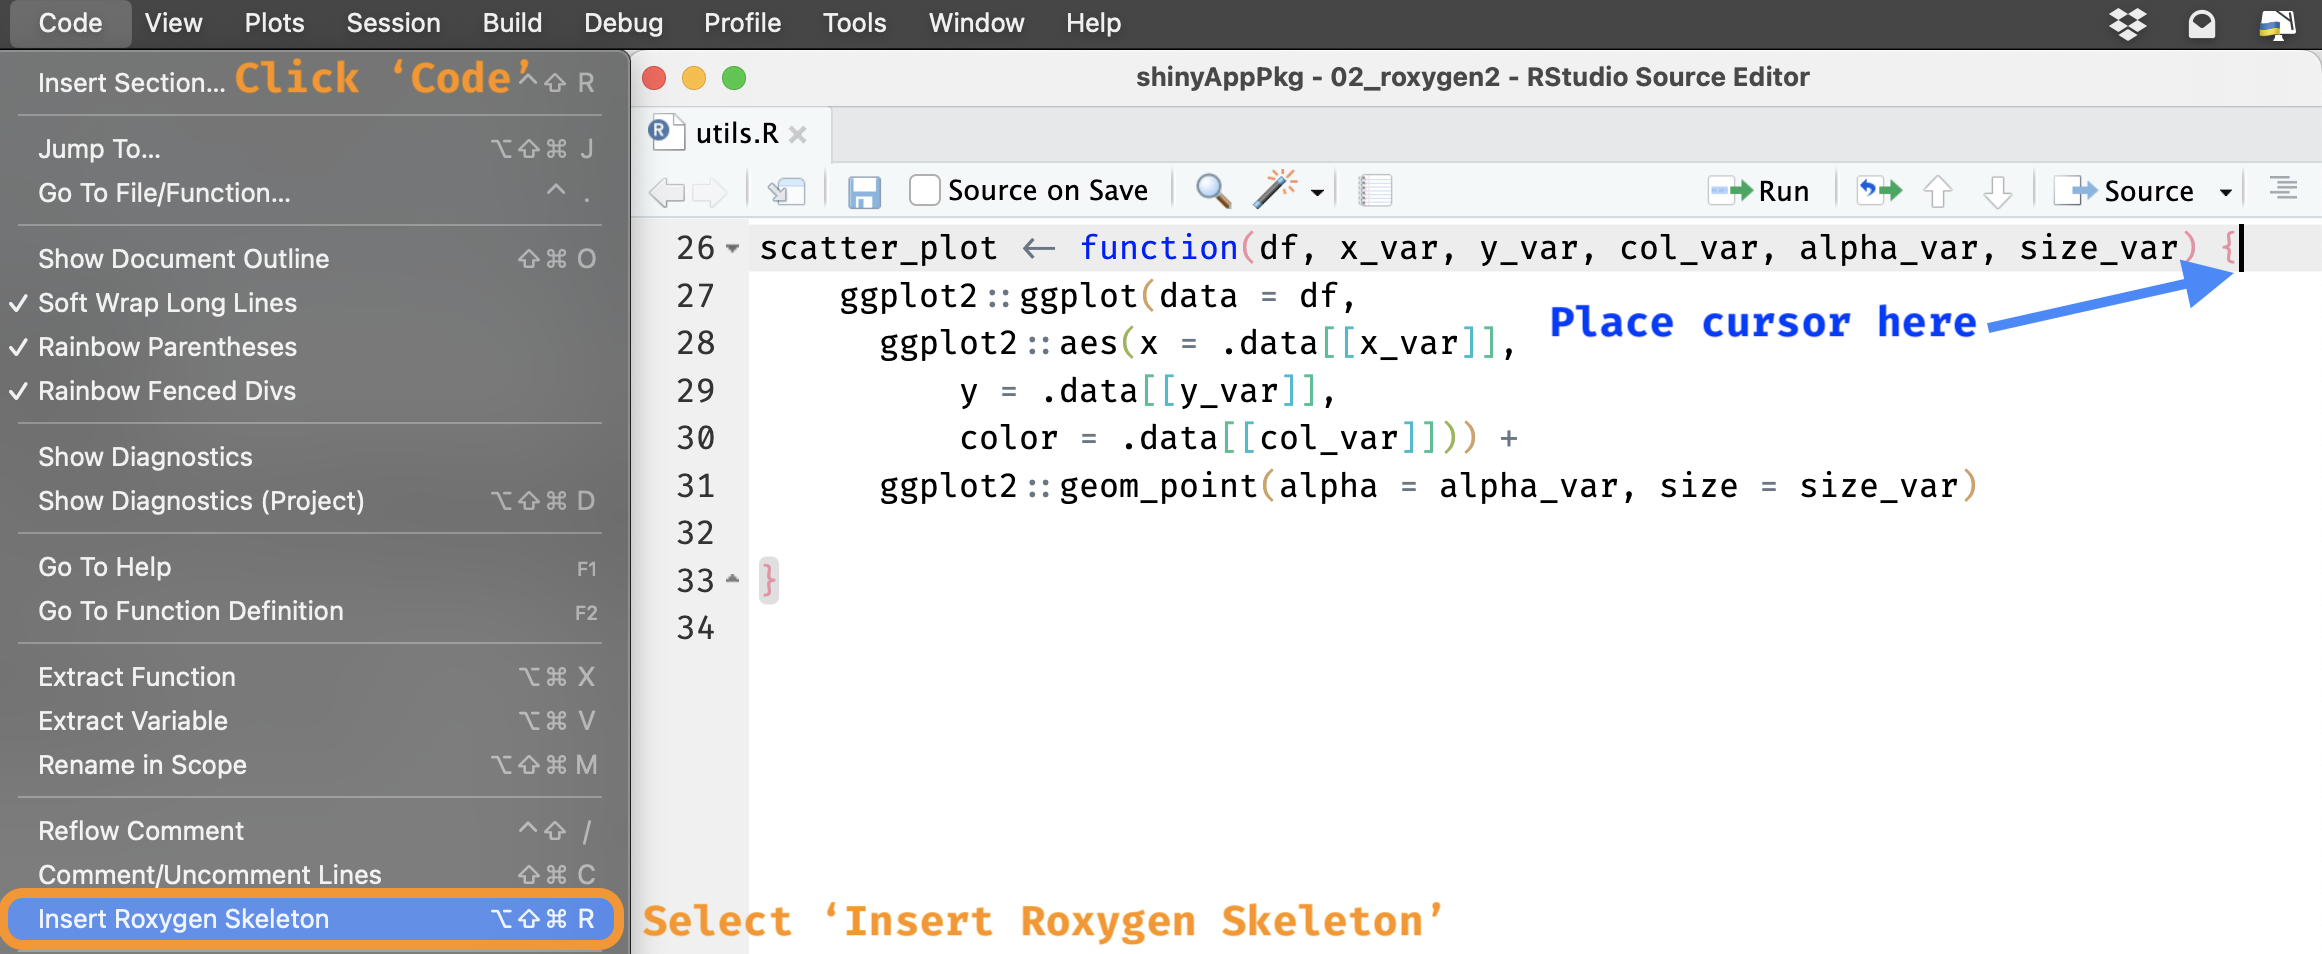 Code View Plots Session Build Debug Profile Tools Window Help
Insert Section... ^⇧ R
Click ‘Code’
Jump To... ⌥⇧⌘ J
Go To File/Function... ^ .
Show Document Outline ⇧⌘ O
✓ Soft Wrap Long Lines
✓ Rainbow Parentheses
✓ Rainbow Fenced Divs
Show Diagnostics
Show Diagnostics (Project) ⌥⇧⌘ D
Go To Help F1
Go To Function Definition F2
Extract Function ⌥⌘ X
Extract Variable ⌥⌘ V
Rename in Scope ⌥⇧⌘ M
Reflow Comment ^⇧ /
Comment/Uncomment Lines ⇧⌘ C
Insert Roxygen Skeleton ⌥⇧⌘ R
Select ‘Insert Roxygen Skeleton’
shinyAppPkg - 02_roxygen2 - RStudio Source Editor
R utils.R ×
Source on Save Run Source
26 scatter_plot <- function(df, x_var, y_var, col_var, alpha_var, size_var) {
27 ggplot2::ggplot(data = df,
Place cursor here
28 ggplot2::aes(x = .data[[x_var]],
29 y = .data[[y_var]],
30 color = .data[[col_var]])) +
31 ggplot2::geom_point(alpha = alpha_var, size = size_var)
32
33 }
34